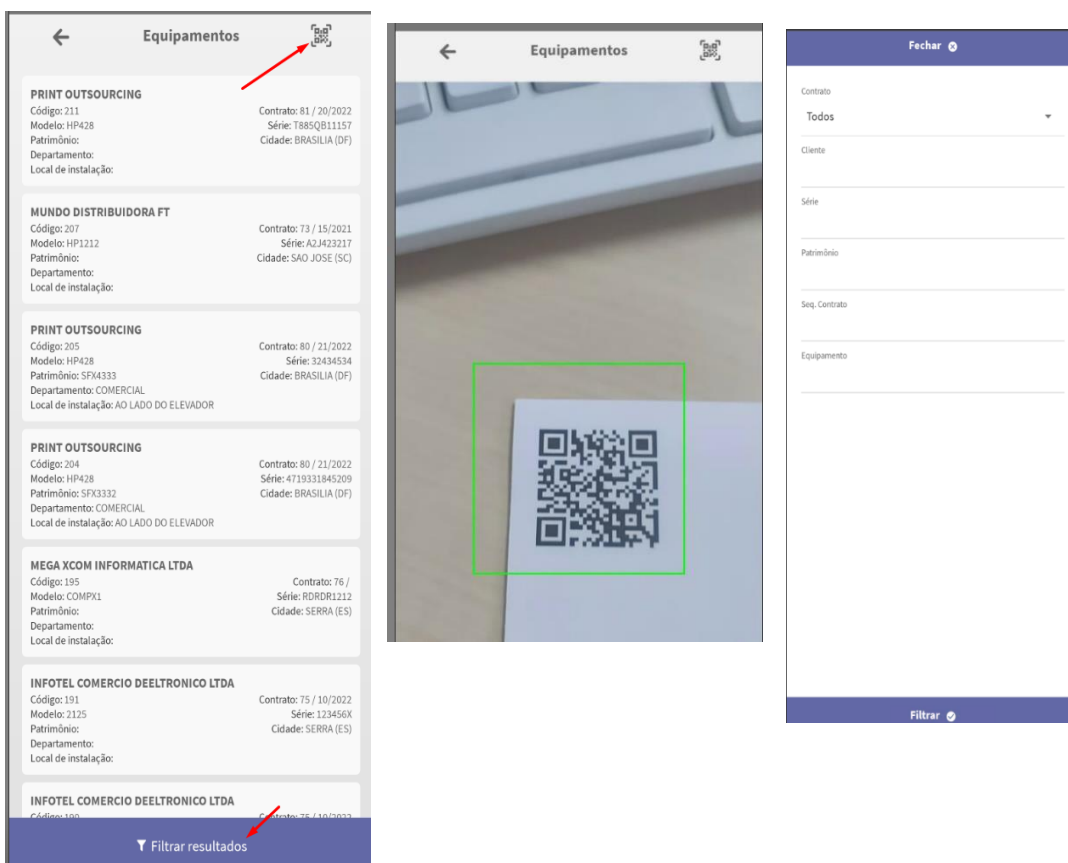 Equipamentos
PRINT OUTSOURCING
Código: 211
Contrato: 81 / 20/2022
Modelo: HP428
Série: T885QB11157
Patrimônio:
Cidade: BRASILIA (DF)
Departamento:
Local de instalação:
MUNDO DISTRIBUIDORA FT
Código: 207
Contrato: 73 / 15/2021
Modelo: HP1212
Série: A2J423217
Patrimônio:
Cidade: SAO JOSE (SC)
Departamento:
Local de instalação:
PRINT OUTSOURCING
Código: 205
Contrato: 80 / 21/2022
Modelo: HP428
Série: 32434534
Patrimônio: SFX4333
Cidade: BRASILIA (DF)
Departamento: COMERCIAL
Local de instalação: AO LADO DO ELEVADOR
PRINT OUTSOURCING
Código: 204
Contrato: 80 / 21/2022
Modelo: HP428
Série: 4719331845209
Patrimônio: SFX3332
Cidade: BRASILIA (DF)
Departamento: COMERCIAL
Local de instalação: AO LADO DO ELEVADOR
MEGA XCOM INFORMATICA LTDA
Código: 195
Contrato: 76 /
Modelo: COMPX1
Série: RDRDR1212
Patrimônio:
Cidade: SERRA (ES)
Departamento:
Local de instalação:
INFOTEL COMERCIO DEELTRONICO LTDA
Código: 191
Contrato: 75 / 10/2022
Modelo: 2125
Série: 123456X
Patrimônio:
Cidade: SERRA (ES)
Departamento:
Local de instalação:
INFOTEL COMERCIO DEELTRONICO LTDA
Código: 190
Contrato: 75 / 10/2022
Filtrar resultados
Equipamentos
Fechar
Contrato
Todos
Cliente
Série
Patrimônio
Seq. Contrato
Equipamento
Filtrar